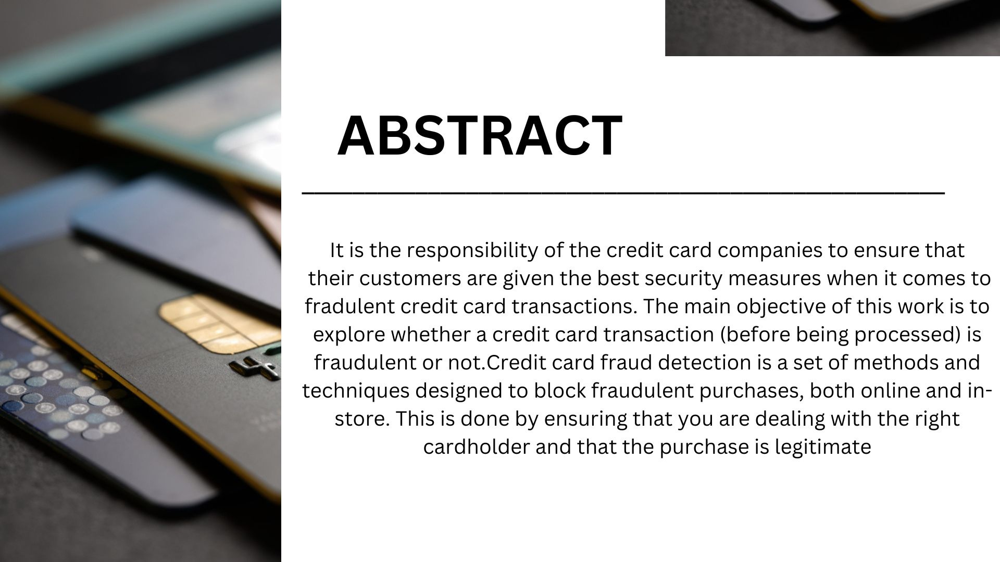 ABSTRACT
It is the responsibility of the credit card companies to ensure that
their customers are given the best security measures when it comes to
fradulent credit card transactions. The main objective of this work is to
explore whether a credit card transaction (before being processed) is
fraudulent or not.Credit card fraud detection is a set of methods and
techniques designed to block fraudulent purchases, both online and in-
store. This is done by ensuring that you are dealing with the right
cardholder and that the purchase is legitimate